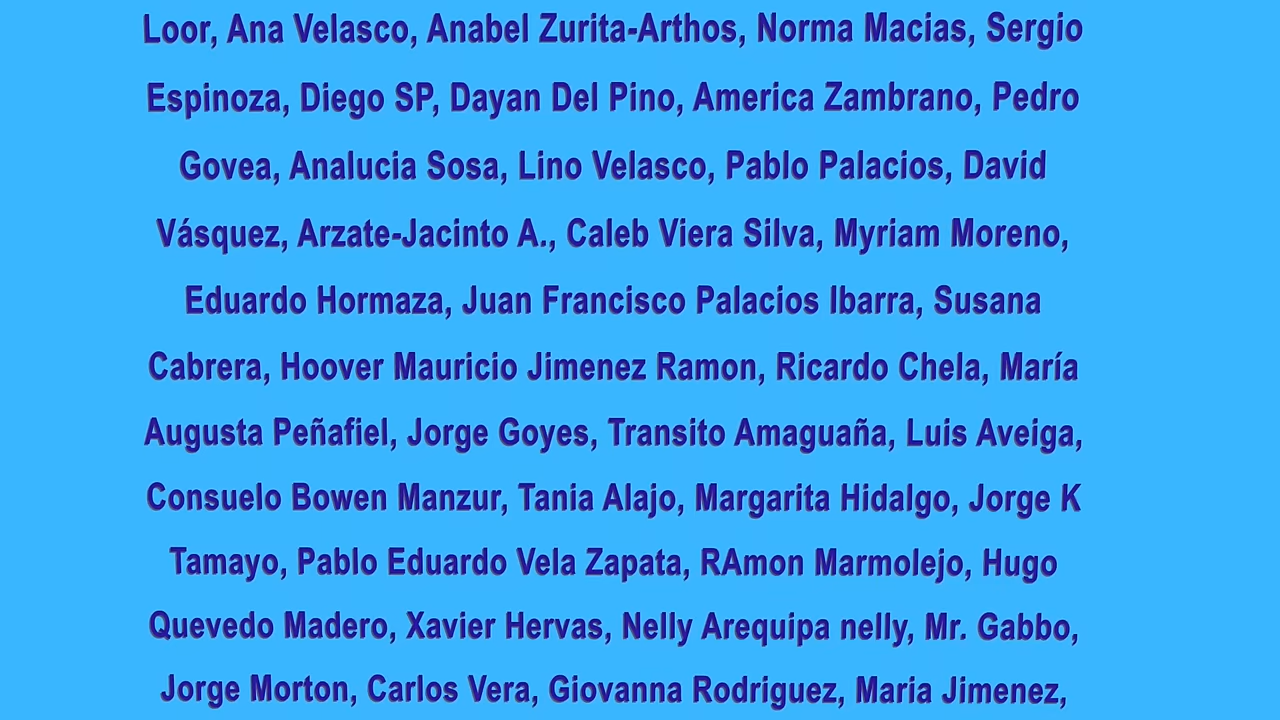 Loor, Ana Velasco, Anabel Zurita-Arthos, Norma Macias, Sergio
Espinoza, Diego SP, Dayan Del Pino, America Zambrano, Pedro
Govea, Analucia Sosa, Lino Velasco, Pablo Palacios, David
Vásquez, Arzate-Jacinto A., Caleb Viera Silva, Myriam Moreno,
Eduardo Hormaza, Juan Francisco Palacios Ibarra, Susana
Cabrera, Hoover Mauricio Jimenez Ramon, Ricardo Chela, María
Augusta Peñafiel, Jorge Goyes, Transito Amaguaña, Luis Aveiga,
Consuelo Bowen Manzur, Tania Alajo, Margarita Hidalgo, Jorge K
Tamayo, Pablo Eduardo Vela Zapata, RAmon Marmolejo, Hugo
Quevedo Madero, Xavier Hervas, Nelly Arequipa nelly, Mr. Gabbo,
Jorge Morton, Carlos Vera, Giovanna Rodriguez, Maria Jimenez,